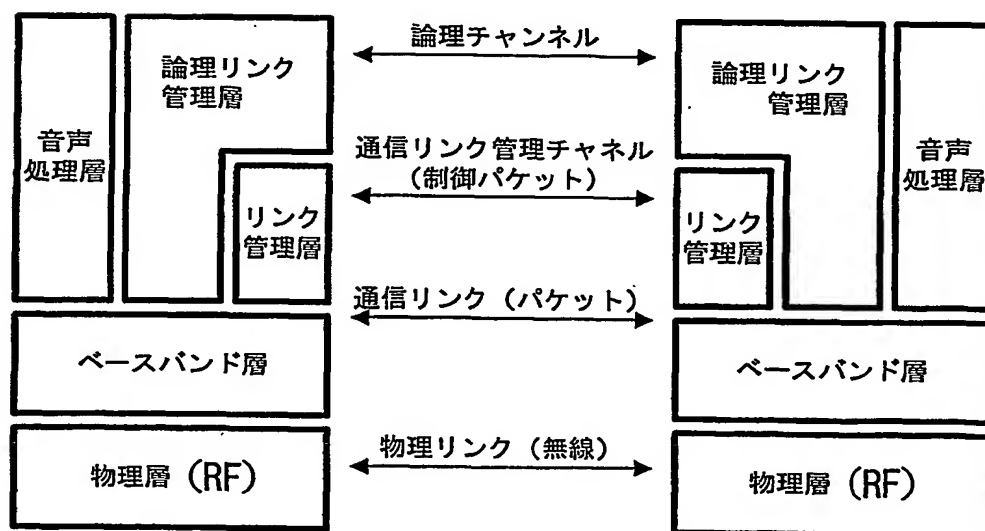 論理チャンネル
論理リンク
管理層
論理リンク
管理層
音声
処理層
通信リンク管理チャネル
(制御パケット)
音声
処理層
リンク
管理層
リンク
管理層
通信リンク (パケット)
ベースバンド層
ベースバンド層
物理リンク (無線)
物理層 (RF)
物理層 (RF)